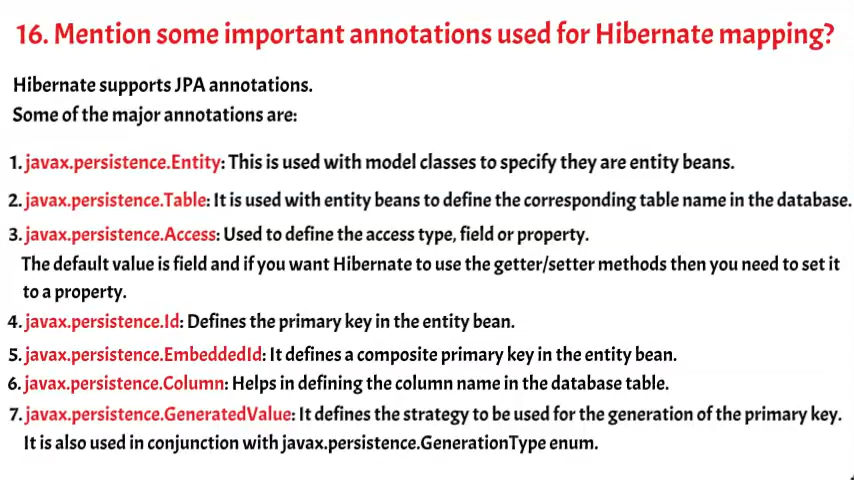 16. Mention some important annotations used for Hibernate mapping?
Hibernate supports JPA annotations.
Some of the major annotations are:
1. javax.persistence.Entity: This is used with model classes to specify they are entity beans.
2. javax.persistence.Table: It is used with entity beans to define the corresponding table name in the database.
3. javax.persistence.Access: Used to define the access type, field or property.
The default value is field and if you want Hibernate to use the getter/setter methods then you need to set it
to a property.
4. javax.persistence.Id: Defines the primary key in the entity bean.
5. javax.persistence.EmbeddedId: It defines a composite primary key in the entity bean.
6. javax.persistence.Column: Helps in defining the column name in the database table.
7. javax.persistence.GeneratedValue: It defines the strategy to be used for the generation of the primary key.
It is also used in conjunction with javax.persistence.GenerationType enum.